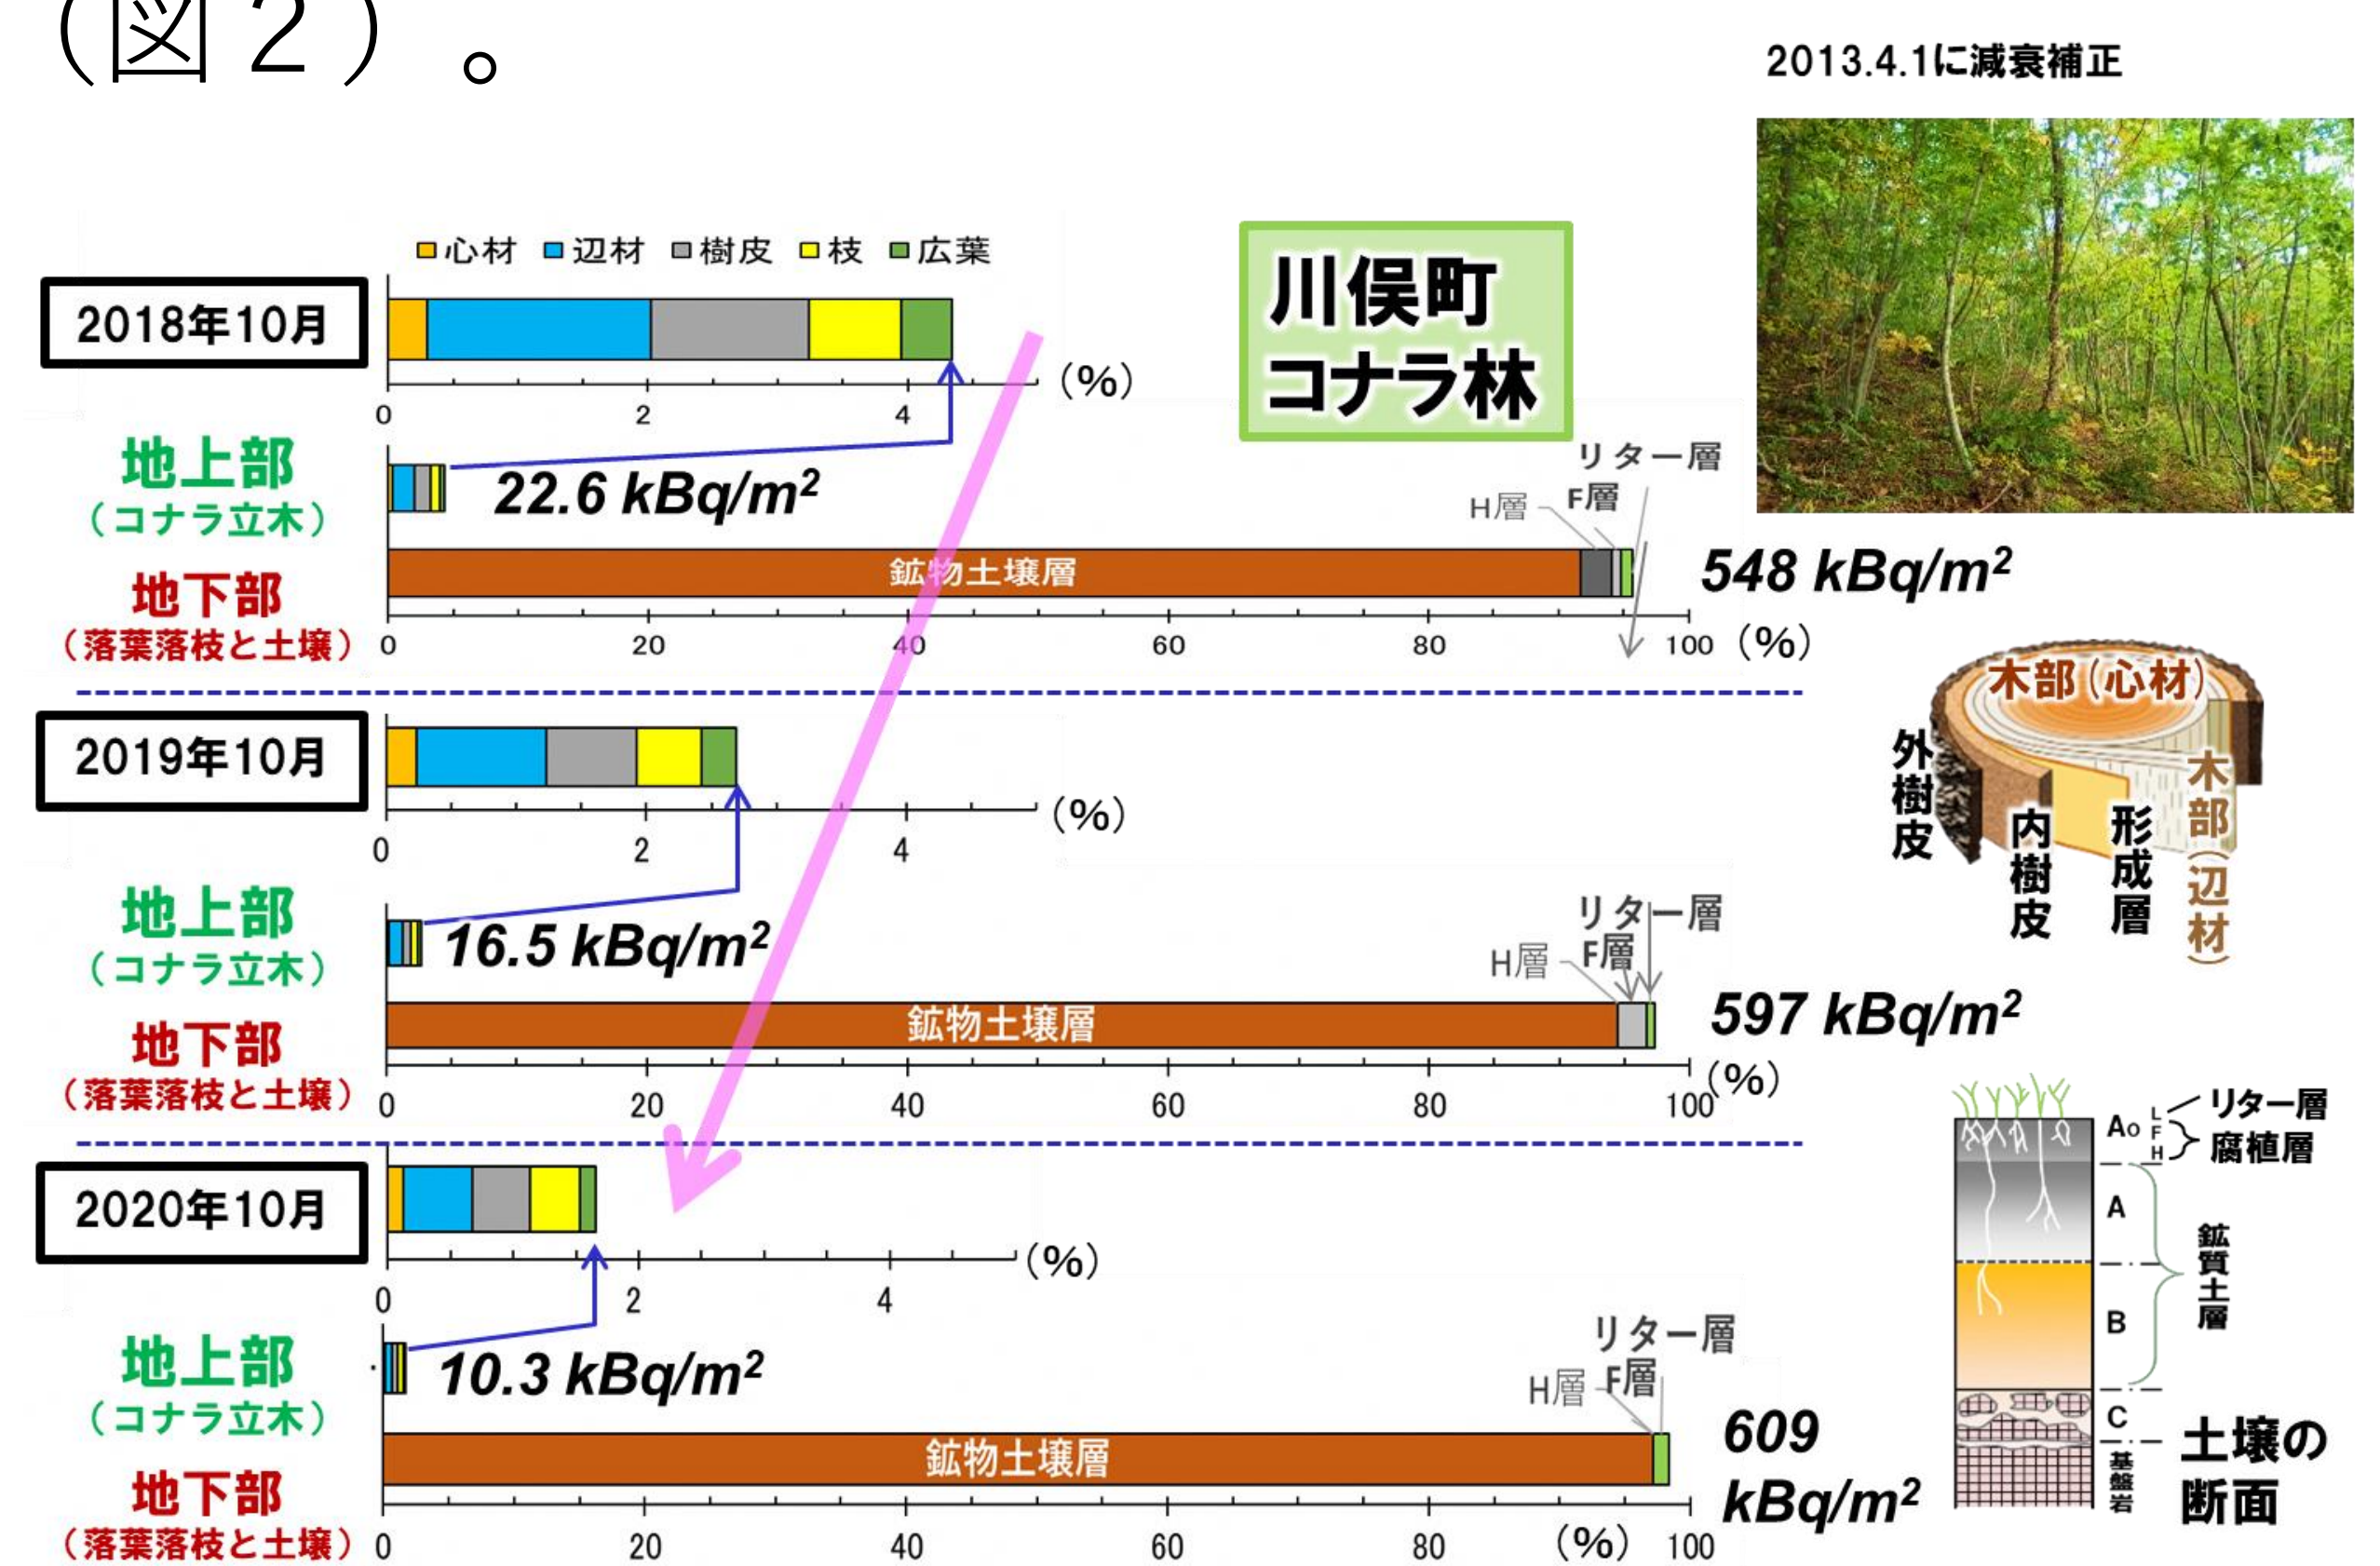 （図２）。
2013.4.1に減衰補正
心材 辺材 樹皮 枝 広葉
2018年10月
0 2 4 (%)
川俣町
コナラ林
地上部
（コナラ立木）
22.6 kBq/m²
リター層
H層 F層
鉱物土壌層
548 kBq/m²
地下部
（落葉落枝と土壌）
0 20 40 60 80 100 (%)
2019年10月
0 2 4 (%)
地上部
（コナラ立木）
16.5 kBq/m²
リター層
H層 F層
鉱物土壌層
597 kBq/m²
地下部
（落葉落枝と土壌）
0 20 40 60 80 100 (%)
2020年10月
0 2 4 (%)
地上部
（コナラ立木）
10.3 kBq/m²
リター層
H層 F層
鉱物土壌層
609
kBq/m²
地下部
（落葉落枝と土壌）
0 20 40 60 80 (%) 100
木部（心材）
外樹皮
内樹皮
形成層
木部（辺材）
A₀ L F H
リター層
腐植層
A
B
鉱質土層
C
基盤岩
土壌の
断面